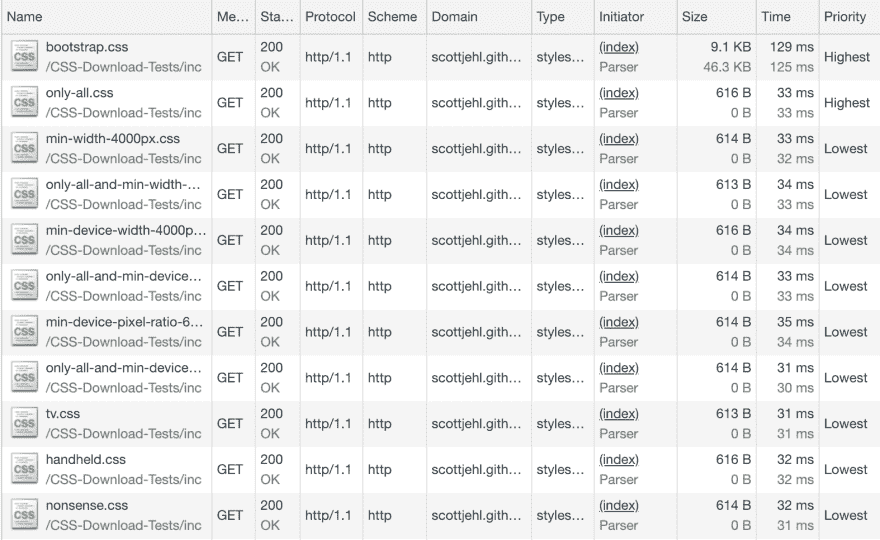 Name Me... Sta... Protocol Scheme Domain Type Initiator Size Time Priority
bootstrap.css 200 (index) 9.1 KB 129 ms
CSS GET http/1.1 http scottjehl.gith... styles... Highest
/CSS-Download-Tests/inc OK Parser 46.3 KB 125 ms
only-all.css 200 (index) 616 B 33 ms
CSS GET http/1.1 http scottjehl.gith... styles... Highest
/CSS-Download-Tests/inc OK Parser 0 B 33 ms
min-width-4000px.css 200 (index) 614 B 33 ms
CSS GET http/1.1 http scottjehl.gith... styles... Lowest
/CSS-Download-Tests/inc OK Parser 0 B 32 ms
only-all-and-min-width-... 200 (index) 613 B 34 ms
CSS GET http/1.1 http scottjehl.gith... styles... Lowest
/CSS-Download-Tests/inc OK Parser 0 B 33 ms
min-device-width-4000p... 200 (index) 616 B 34 ms
CSS GET http/1.1 http scottjehl.gith... styles... Lowest
/CSS-Download-Tests/inc OK Parser 0 B 34 ms
only-all-and-min-device... 200 (index) 614 B 33 ms
CSS GET http/1.1 http scottjehl.gith... styles... Lowest
/CSS-Download-Tests/inc OK Parser 0 B 33 ms
min-device-pixel-ratio-6... 200 (index) 614 B 35 ms
CSS GET http/1.1 http scottjehl.gith... styles... Lowest
/CSS-Download-Tests/inc OK Parser 0 B 34 ms
only-all-and-min-device... 200 (index) 614 B 31 ms
CSS GET http/1.1 http scottjehl.gith... styles... Lowest
/CSS-Download-Tests/inc OK Parser 0 B 30 ms
tv.css 200 (index) 613 B 31 ms
CSS GET http/1.1 http scottjehl.gith... styles... Lowest
/CSS-Download-Tests/inc OK Parser 0 B 31 ms
handheld.css 200 (index) 616 B 32 ms
CSS GET http/1.1 http scottjehl.gith... styles... Lowest
/CSS-Download-Tests/inc OK Parser 0 B 32 ms
nonsense.css 200 (index) 614 B 32 ms
CSS GET http/1.1 http scottjehl.gith... styles... Lowest
/CSS-Download-Tests/inc OK Parser 0 B 31 ms